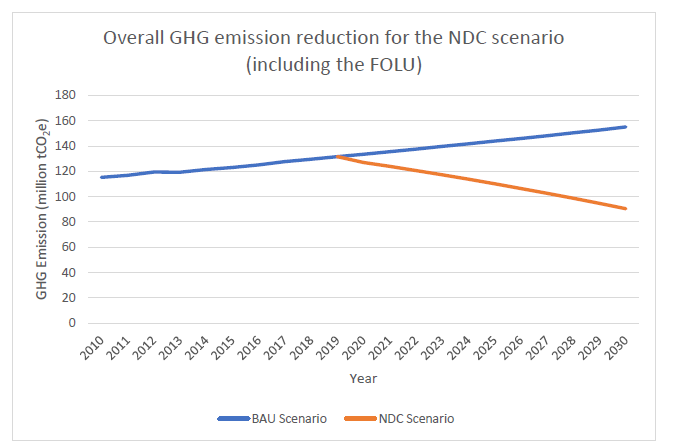 Overall GHG emission reduction for the NDC scenario
(including the FOLU)
GHG Emission (million tCO₂e)
180
160
140
120
100
80
60
40
20
0
2010 2011 2012 2013 2014 2015 2016 2017 2018 2019 2020 2021 2022 2023 2024 2025 2026 2027 2028 2029 2030
Year
BAU Scenario NDC Scenario